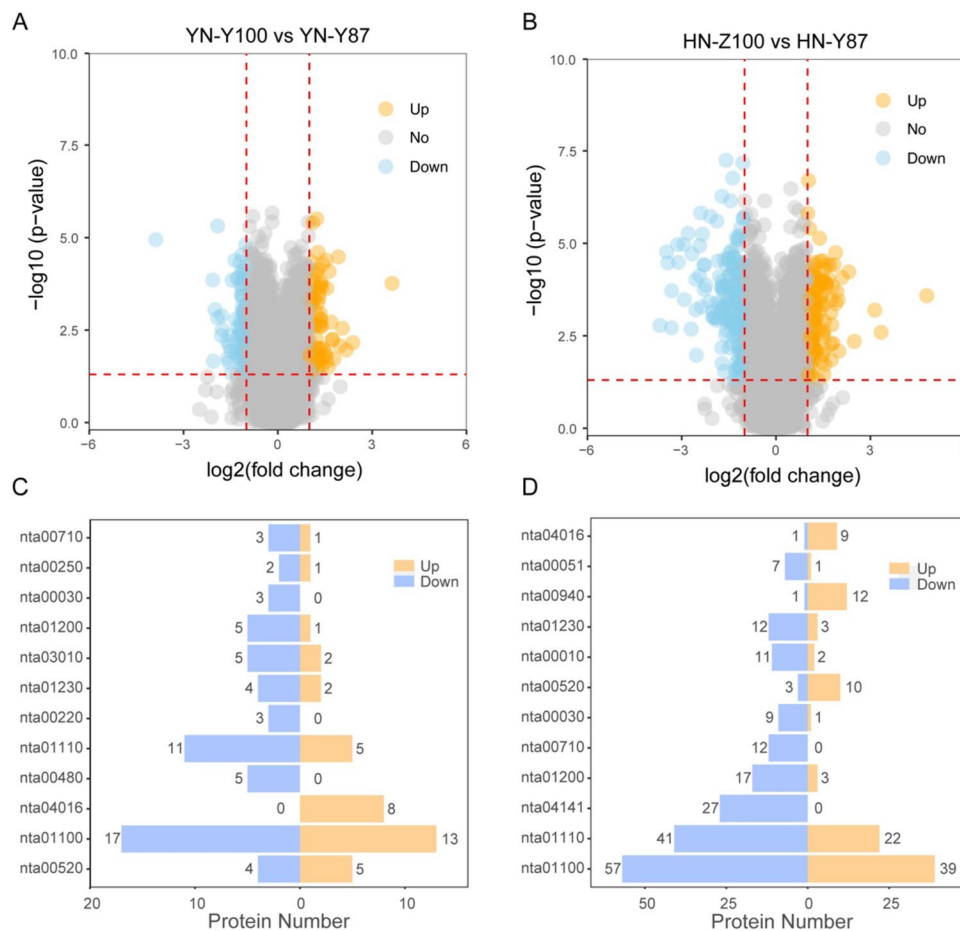 A
YN-Y100 vs YN-Y87
10.0
7.5
5.0
2.5
0.0
−log10 (p−value)
Up
No
Down
−6
−3
0
3
6
log2(fold change)
B
HN-Z100 vs HN-Y87
10.0
7.5
5.0
2.5
0.0
−log10 (p−value)
Up
No
Down
−6
−3
0
3
6
log2(fold change)
C
nta00710 3 1
nta00250 2 1
nta00030 3 0
nta01200 5 1
nta03010 5 2
nta01230 4 2
nta00220 3 0
nta01110 11 5
nta00480 5 0
nta04016 0 8
nta01100 17 13
nta00520 4 5
Up
Down
20 10 0 10
Protein Number
D
nta04016 1 9
nta00051 7 1
nta00940 1 12
nta01230 12 3
nta00010 11 2
nta00520 3 10
nta00030 9 1
nta00710 12 0
nta01200 17 3
nta04141 27 0
nta01110 41 22
nta01100 57 39
Up
Down
50 25 0 25
Protein Number